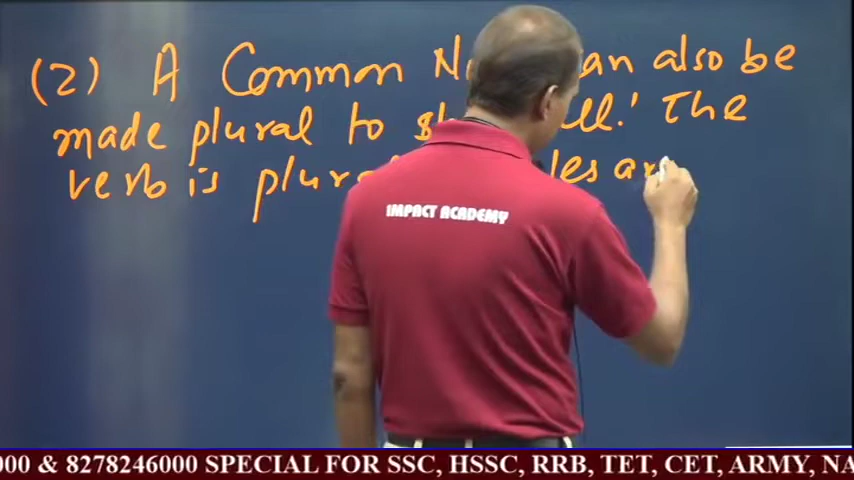 (2) A Common an also be
made plural to ll.' The
verb is les ar
IMPACT ACADEMY
000 & 8278246000 SPECIAL FOR SSC, HSSC, RRB, TET, CET, ARMY, NA